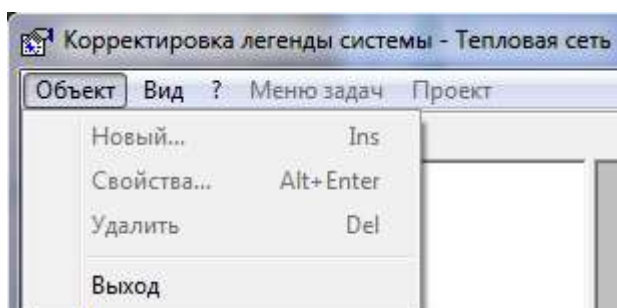 Корректировка легенды системы - Тепловая сеть
Объект Вид ? Меню задач Проект
Новый... Ins
Свойства... Alt+Enter
Удалить Del
Выход